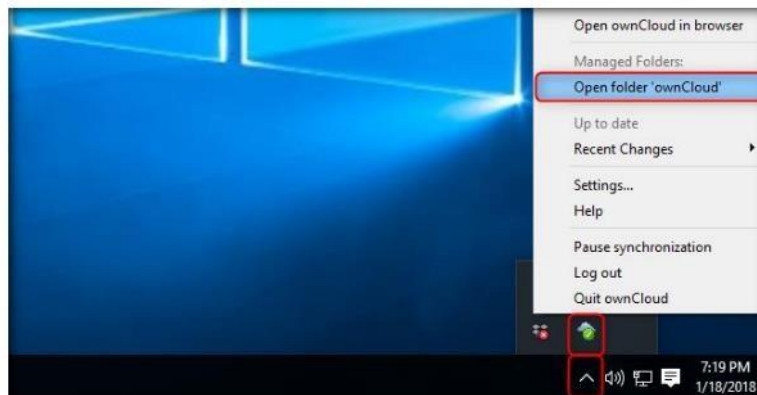 Open ownCloud in browser
Managed Folders:
Open folder 'ownCloud'
Up to date
Recent Changes
Settings...
Help
Pause synchronization
Log out
Quit ownCloud
7:19 PM
1/18/2018